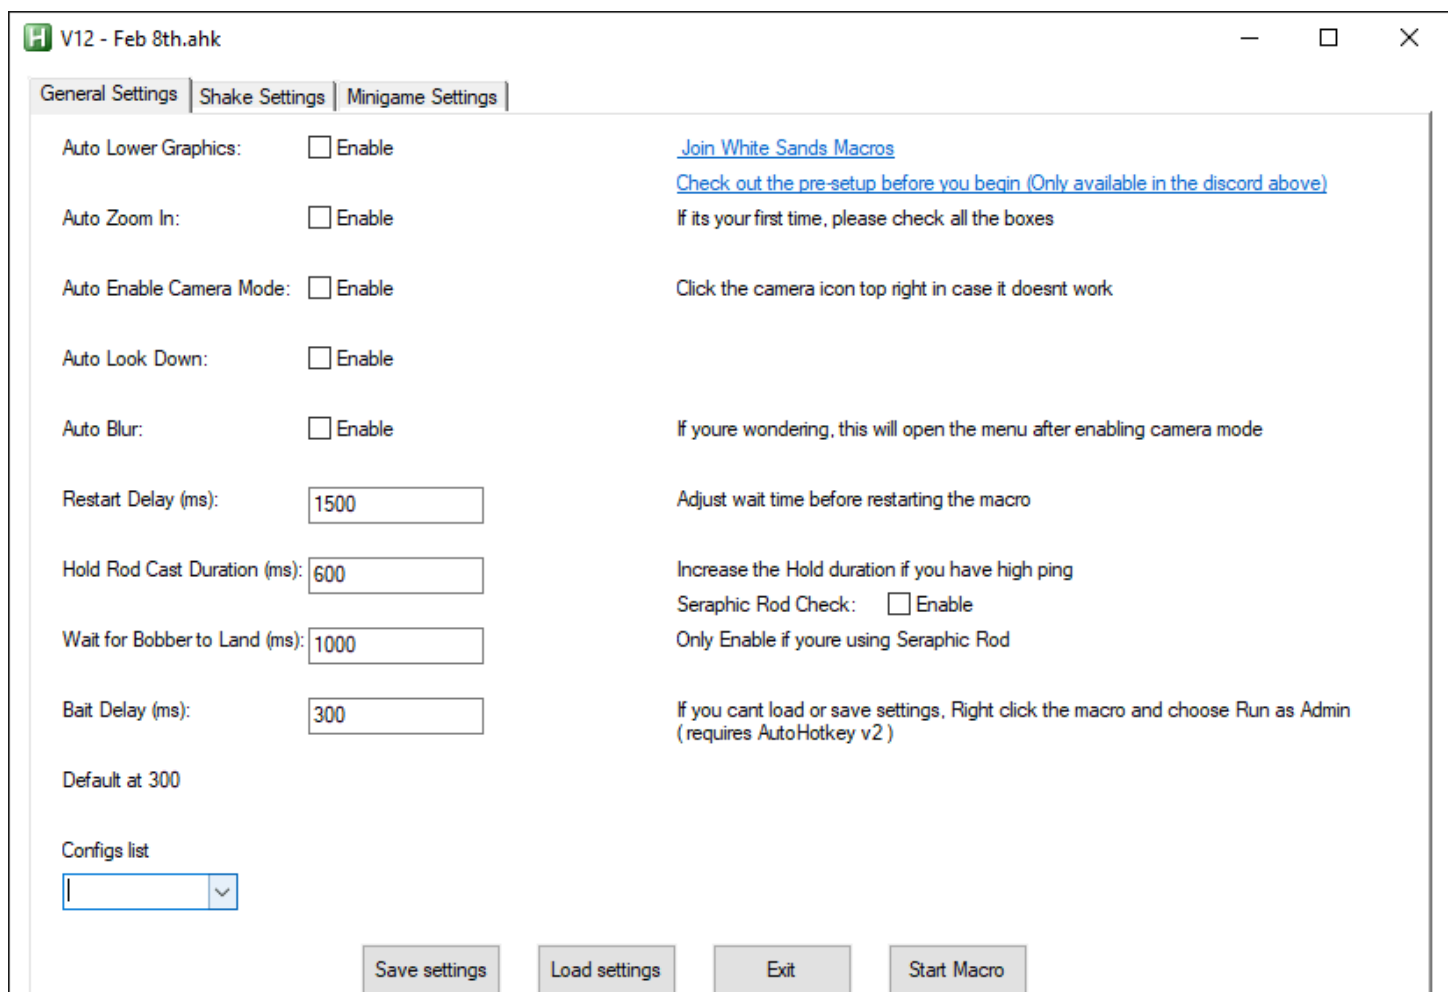 V12 - Feb 8th.ahk
General Settings Shake Settings Minigame Settings
Auto Lower Graphics: Enable Join White Sands Macros
Check out the pre-setup before you begin (Only available in the discord above)
Auto Zoom In: Enable If its your first time, please check all the boxes
Auto Enable Camera Mode: Enable Click the camera icon top right in case it doesnt work
Auto Look Down: Enable
Auto Blur: Enable If youre wondering, this will open the menu after enabling camera mode
Restart Delay (ms): 1500 Adjust wait time before restarting the macro
Hold Rod Cast Duration (ms): 600 Increase the Hold duration if you have high ping
Seraphic Rod Check: Enable
Wait for Bobber to Land (ms): 1000 Only Enable if youre using Seraphic Rod
Bait Delay (ms): 300 If you cant load or save settings, Right click the macro and choose Run as Admin
( requires AutoHotkey v2 )
Default at 300
Configs list
Save settings Load settings Exit Start Macro